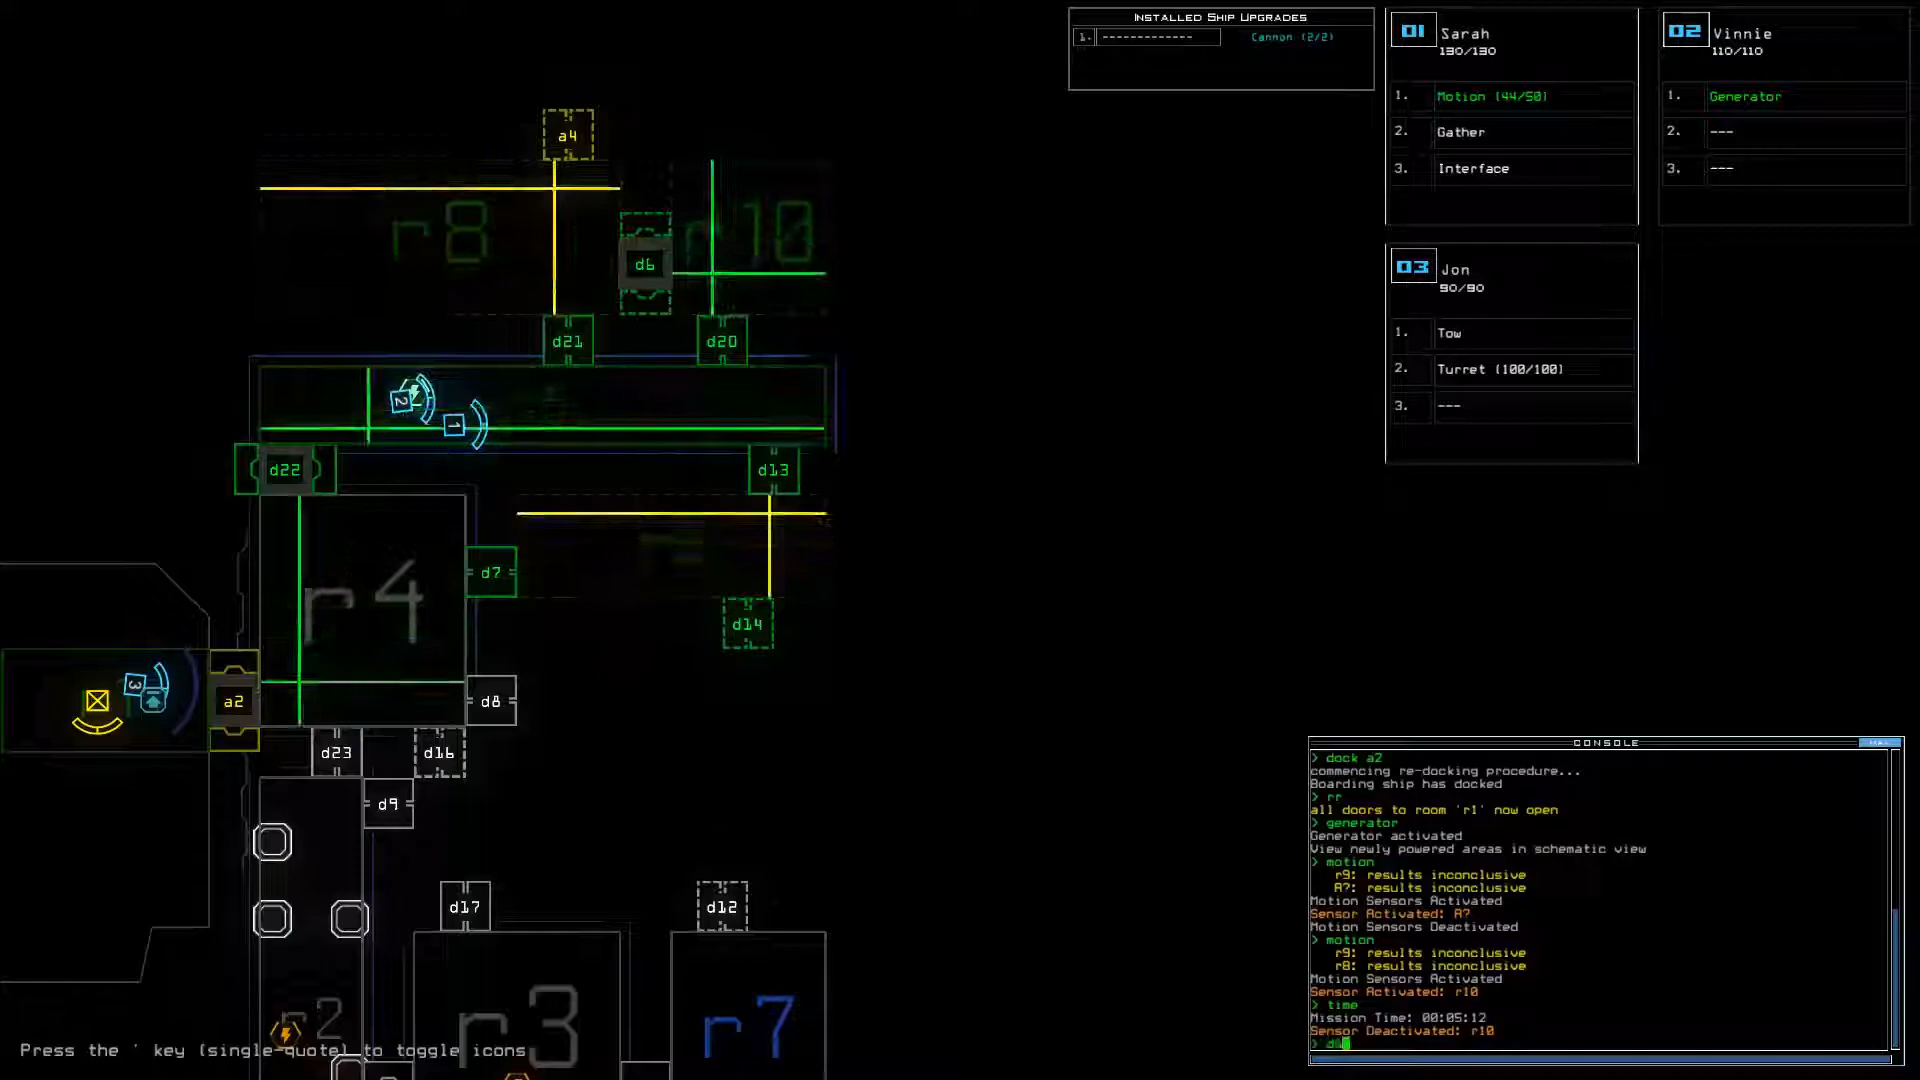 INSTALLED SHIP UPGRADES
1. -------------- Cannon (2/2)
01 Sarah
130/130
1. Motion (44/50)
2. Gather
3. Interface
02 Vinnie
110/110
1. Generator
2. ---
3. ---
03 Jon
90/90
1. Tow
2. Turret (100/100)
3. ---
a4
r8
r10
d6
d21
d20
2
1
d22
d13
r4
d7
d14
3
a2
d8
d23
d16
d9
d17
d12
r2
r3
r7
Press the ' key (single-quote) to toggle icons
CONSOLE
> dock a2
commencing re-docking procedure...
Boarding ship has docked
> rr
all doors to room 'r1' now open
> generator
Generator activated
View newly powered areas in schematic view
> motion
r9: results inconclusive
A?: results inconclusive
Motion Sensors Activated
Sensor Activated: A?
Motion Sensors Deactivated
> motion
r9: results inconclusive
r8: results inconclusive
Motion Sensors Activated
Sensor Activated: r10
> time
Mission Time: 00:05:12
Sensor Deactivated: r10